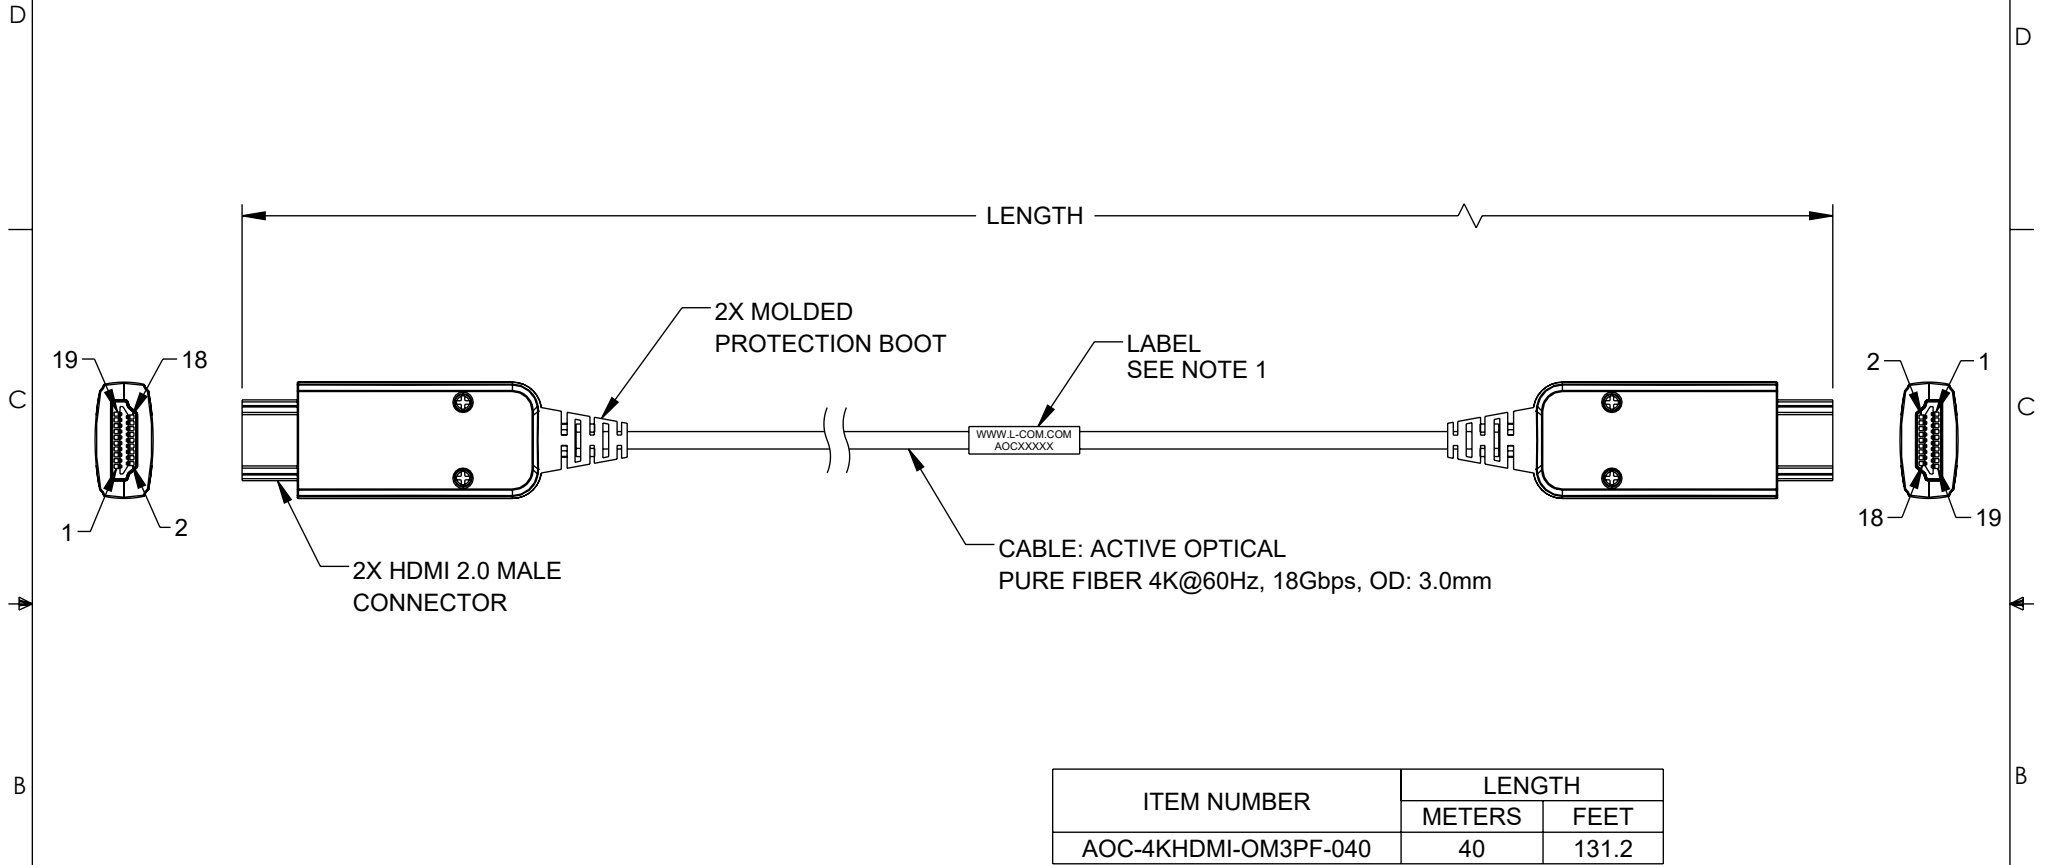 D
D
LENGTH
2X MOLDED
PROTECTION BOOT
LABEL
SEE NOTE 1
19
18
2
1
C
C
WWW.L-COM.COM
AOCXXXXX
1
2
18
19
2X HDMI 2.0 MALE
CONNECTOR
CABLE: ACTIVE OPTICAL
PURE FIBER 4K@60Hz, 18Gbps, OD: 3.0mm
B
B
ITEM NUMBER
LENGTH
METERS
FEET
AOC-4KHDMI-OM3PF-040
40
131.2